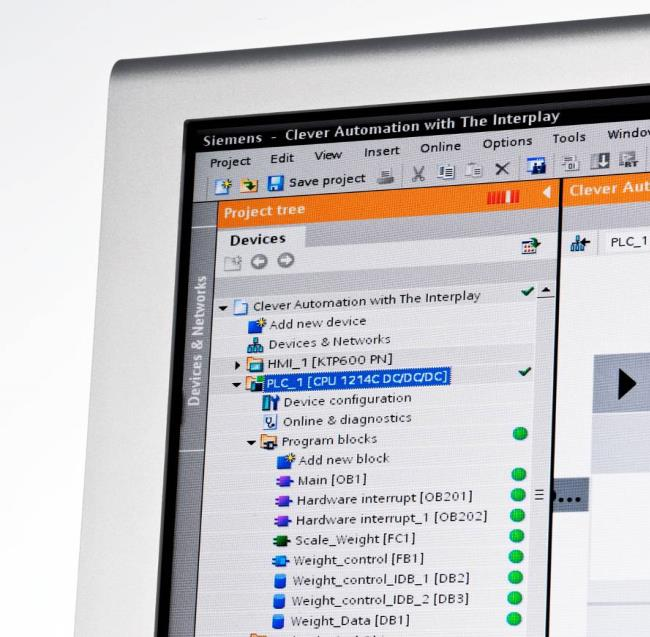 Siemens - Clever Automation with The Interplay
Project Edit View Insert Online Options Tools Windo
Save project
Project tree
Clever Aut
Devices
PLC_1
Devices & Networks
Clever Automation with The Interplay
Add new device
Devices & Networks
HMI_1 [KTP600 PN]
PLC_1 [CPU 1214C DC/DC/DC]
Device configuration
Online & diagnostics
Program blocks
Add new block
Main [OB1]
Hardware interrupt [OB201]
Hardware interrupt_1 [OB202]
Scale_Weight [FC1]
Weight_control [FB1]
Weight_control_IDB_1 [DB2]
Weight_control_IDB_2 [DB3]
Weight_Data [DB1]